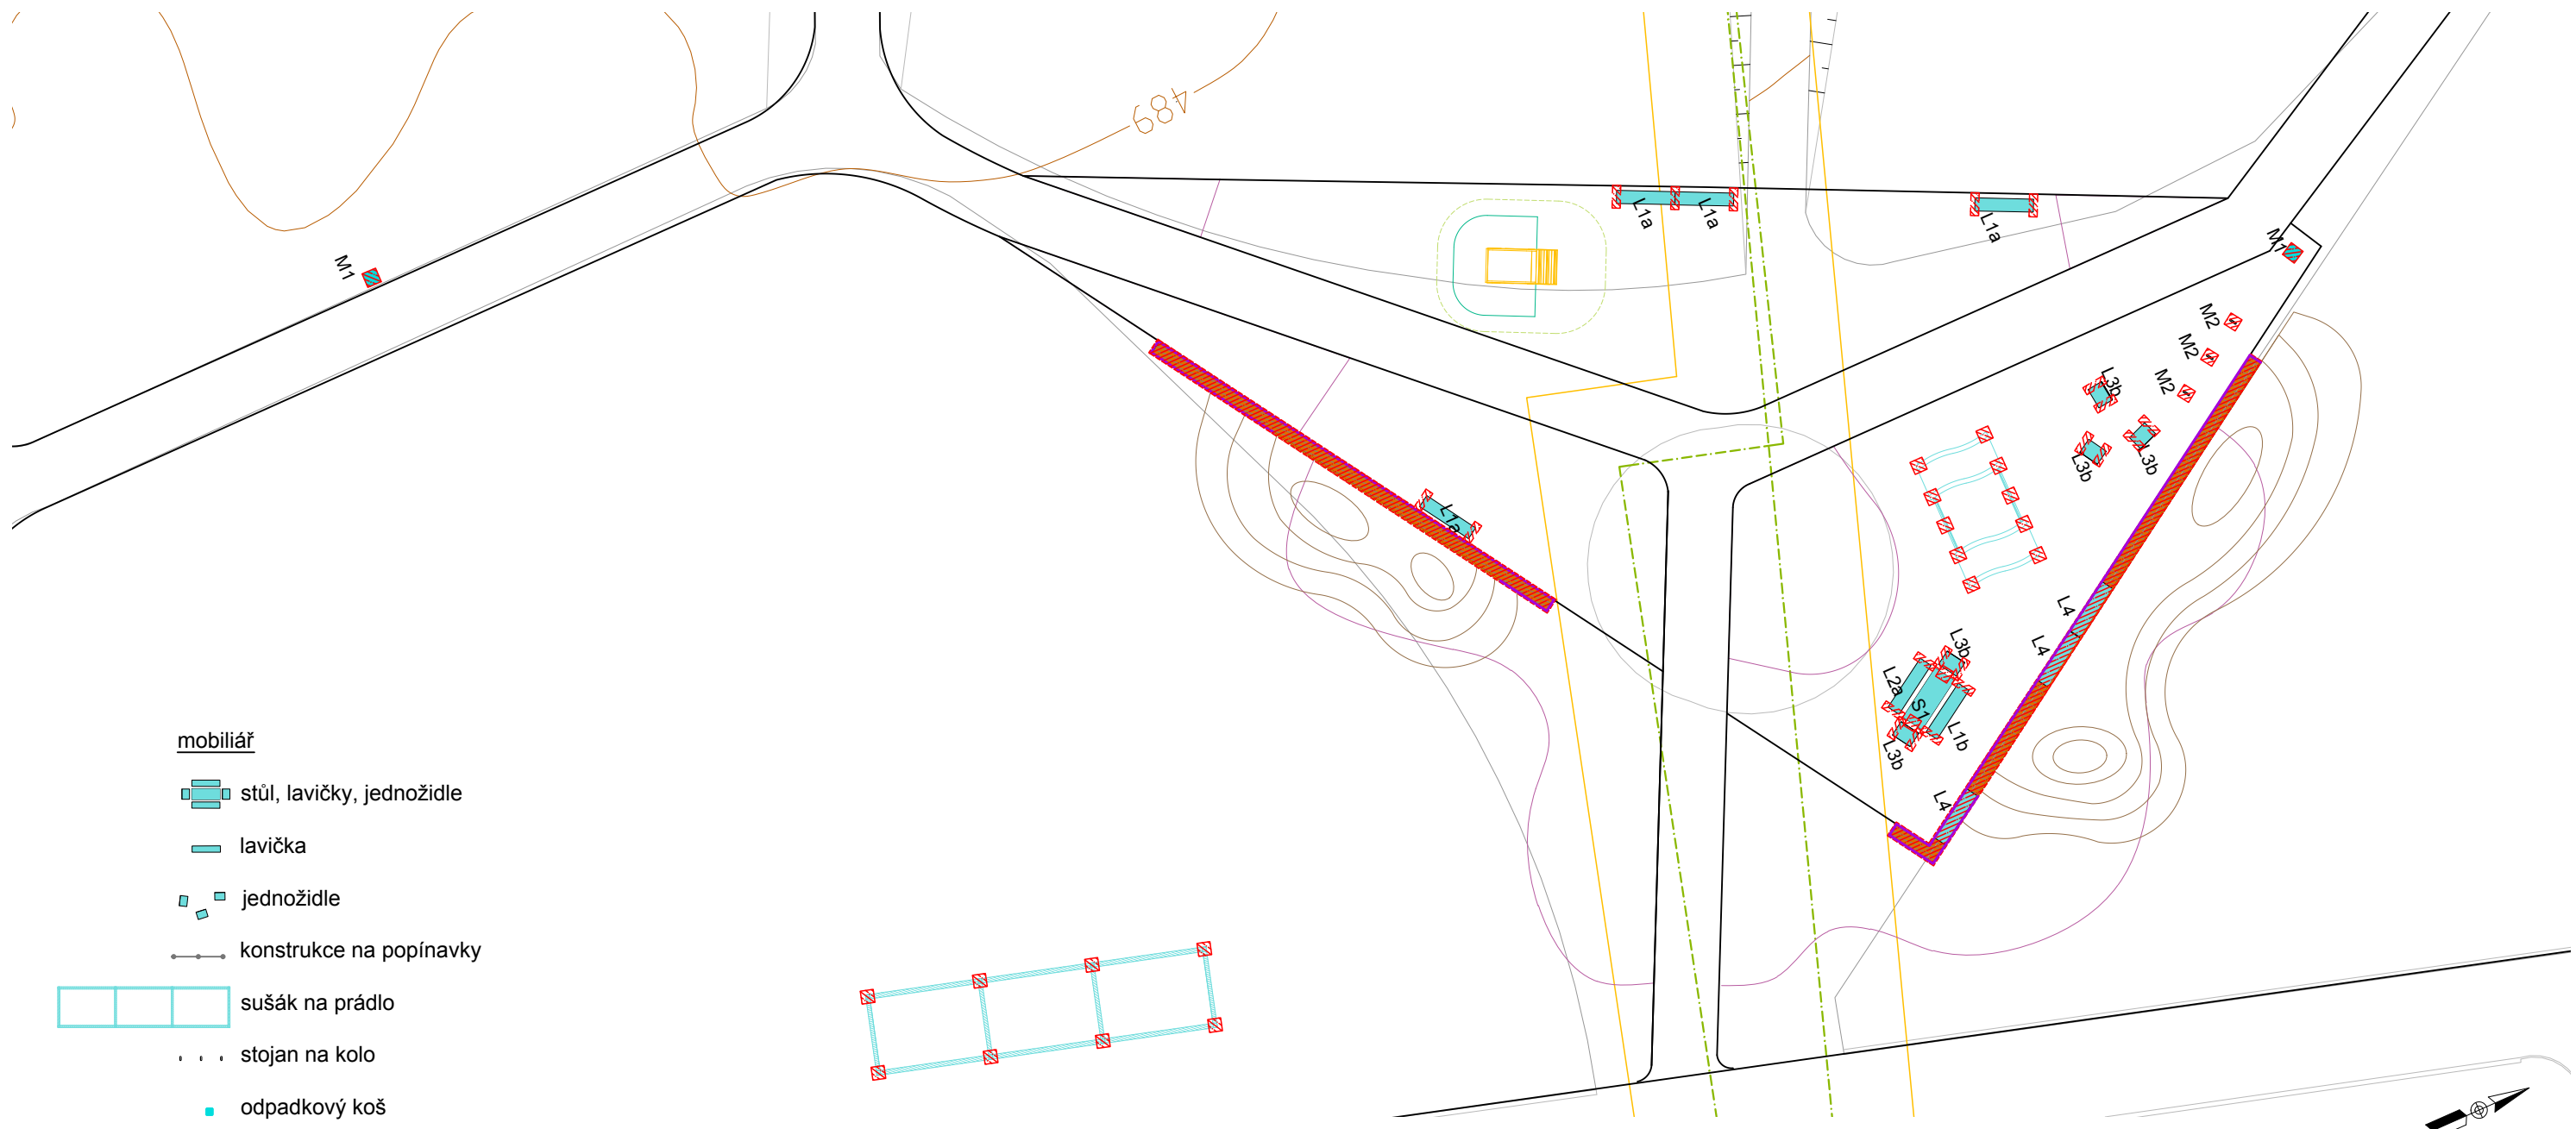 489
L1a
L1a
L1a
M1
M1
M2
M2
M2
L3b
L3b
L3b
L1a
L4
L4
L3b
L2a
S1
L1b
L3b
L4
mobiliář
stůl, lavičky, jednožidle
lavička
jednožidle
konstrukce na popínavky
sušák na prádlo
stojan na kolo
odpadkový koš